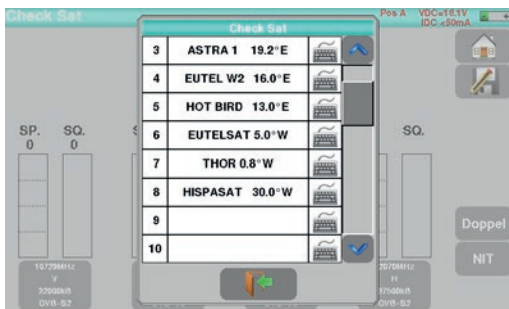 Check Sat
Pos A VDC=18.1V
IDC <50mA
Check Sat
3 ASTRA 1 19.2°E
4 EUTEL W2 16.0°E
5 HOT BIRD 13.0°E
6 EUTELSAT 5.0°W
7 THOR 0.8°W
8 HISPASAT 30.0°W
9
10
SP. SQ. SQ.
0 0
Doppel
NIT
10729MHz
V
22000kB
DVB-S2
H
27500kB
DVB-S2